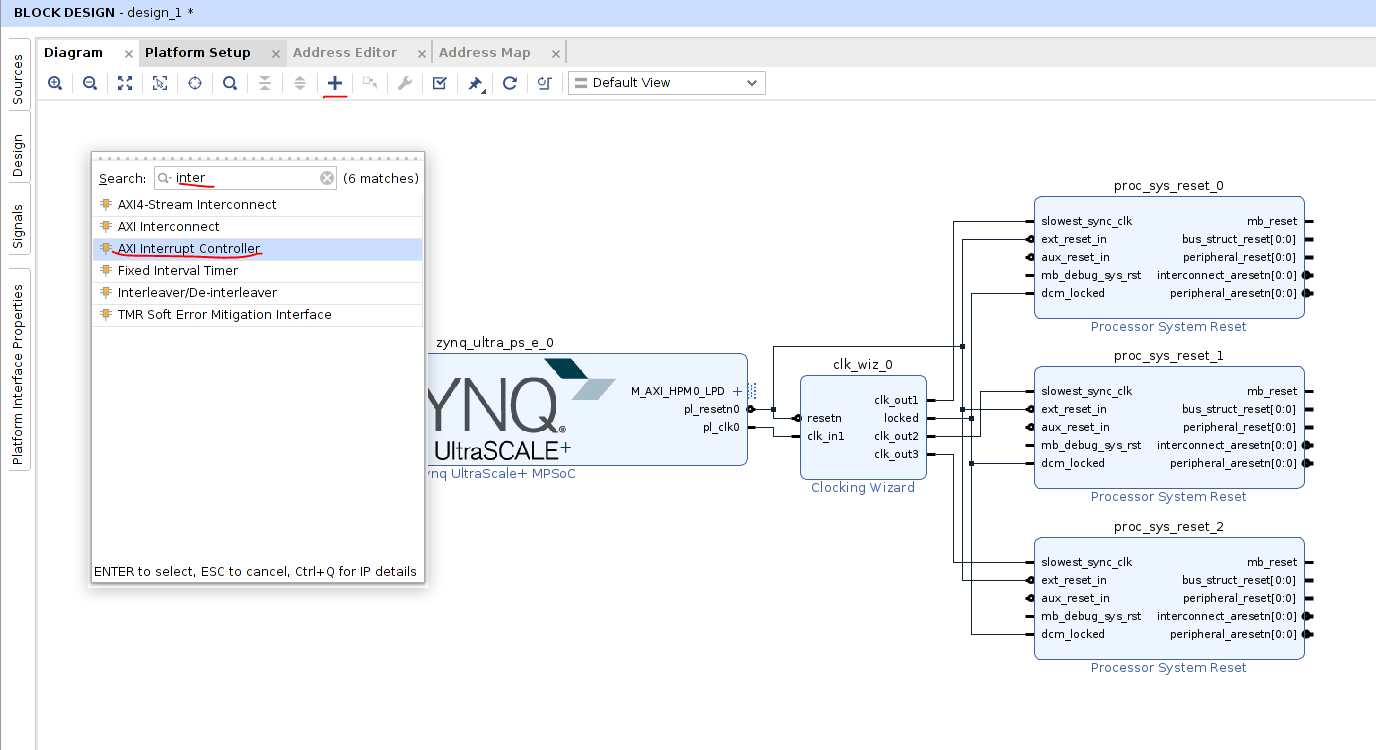 BLOCK DESIGN - design_1 *
Sources
Design
Signals
Platform Interface Properties
Diagram
Platform Setup
Address Editor
Address Map
Default View
Search:
inter
(6 matches)
AXI4-Stream Interconnect
AXI Interconnect
AXI Interrupt Controller
Fixed Interval Timer
Interleaver/De-interleaver
TMR Soft Error Mitigation Interface
ENTER to select, ESC to cancel, Ctrl+Q for IP details
zynq_ultra_ps_e_0
YNQ
UltraSCALE+
M_AXI_HPM0_LPD
pl_resetn0
pl_clk0
ynq UltraScale+ MPSoC
clk_wiz_0
resetn
clk_in1
clk_out1
locked
clk_out2
clk_out3
Clocking Wizard
proc_sys_reset_0
slowest_sync_clk mb_reset
ext_reset_in bus_struct_reset[0:0]
aux_reset_in peripheral_reset[0:0]
mb_debug_sys_rst interconnect_aresetn[0:0]
dcm_locked peripheral_aresetn[0:0]
Processor System Reset
proc_sys_reset_1
slowest_sync_clk mb_reset
ext_reset_in bus_struct_reset[0:0]
aux_reset_in peripheral_reset[0:0]
mb_debug_sys_rst interconnect_aresetn[0:0]
dcm_locked peripheral_aresetn[0:0]
Processor System Reset
proc_sys_reset_2
slowest_sync_clk mb_reset
ext_reset_in bus_struct_reset[0:0]
aux_reset_in peripheral_reset[0:0]
mb_debug_sys_rst interconnect_aresetn[0:0]
dcm_locked peripheral_aresetn[0:0]
Processor System Reset